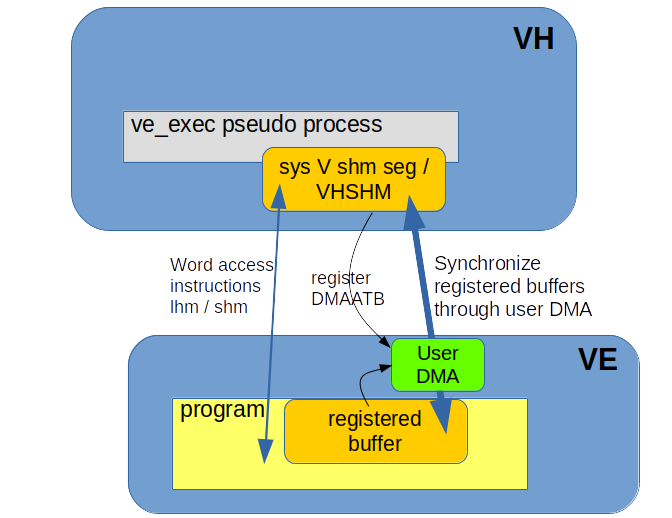 VH
ve_exec pseudo process
sys V shm seg /
VHSHM
Word access
instructions
lhm / shm
register
DMAATB
Synchronize
registered buffers
through user DMA
User
DMA
VE
program
registered
buffer